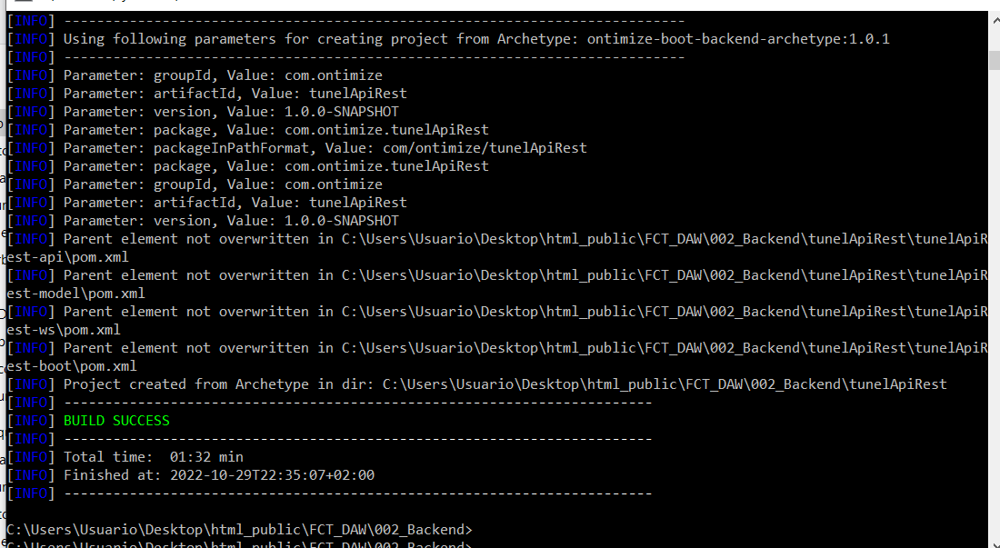 [INFO] ----------------------------------------------------------------------------
[INFO] Using following parameters for creating project from Archetype: ontimize-boot-backend-archetype:1.0.1
[INFO] ----------------------------------------------------------------------------
[INFO] Parameter: groupId, Value: com.ontimize
[INFO] Parameter: artifactId, Value: tunelApiRest
[INFO] Parameter: version, Value: 1.0.0-SNAPSHOT
[INFO] Parameter: package, Value: com.ontimize.tunelApiRest
[INFO] Parameter: packageInPathFormat, Value: com/ontimize/tunelApiRest
[INFO] Parameter: package, Value: com.ontimize.tunelApiRest
[INFO] Parameter: groupId, Value: com.ontimize
[INFO] Parameter: artifactId, Value: tunelApiRest
[INFO] Parameter: version, Value: 1.0.0-SNAPSHOT
[INFO] Parent element not overwritten in C:\Users\Usuario\Desktop\html_public\FCT_DAW\002_Backend\tunelApiRest\tunelApiR
est-api\pom.xml
[INFO] Parent element not overwritten in C:\Users\Usuario\Desktop\html_public\FCT_DAW\002_Backend\tunelApiRest\tunelApiR
est-model\pom.xml
[INFO] Parent element not overwritten in C:\Users\Usuario\Desktop\html_public\FCT_DAW\002_Backend\tunelApiRest\tunelApiR
est-ws\pom.xml
[INFO] Parent element not overwritten in C:\Users\Usuario\Desktop\html_public\FCT_DAW\002_Backend\tunelApiRest\tunelApiR
est-boot\pom.xml
[INFO] Project created from Archetype in dir: C:\Users\Usuario\Desktop\html_public\FCT_DAW\002_Backend\tunelApiRest
[INFO] ------------------------------------------------------------------------
[INFO] BUILD SUCCESS
[INFO] ------------------------------------------------------------------------
[INFO] Total time:  01:32 min
[INFO] Finished at: 2022-10-29T22:35:07+02:00
[INFO] ------------------------------------------------------------------------
C:\Users\Usuario\Desktop\html_public\FCT_DAW\002_Backend>
C:\Users\Usuario\Desktop\html_public\FCT_DAW\002_Backend>